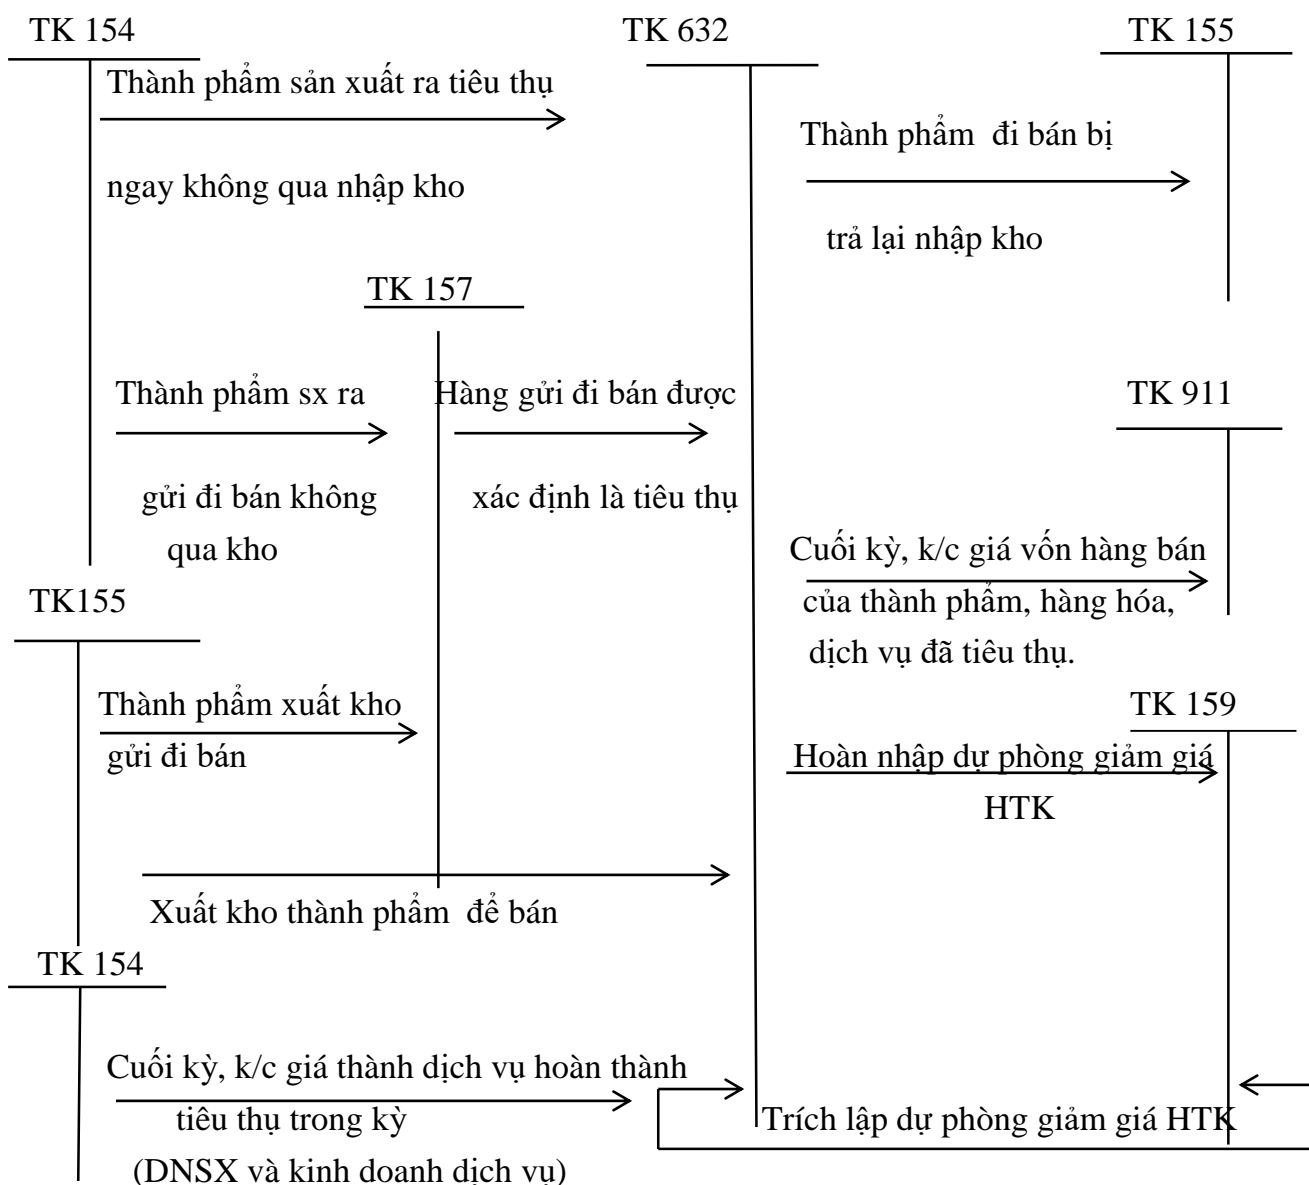 TK 154
TK 632
TK 155
Thành phẩm sản xuất ra tiêu thụ
ngay không qua nhập kho
Thành phẩm đi bán bị
trả lại nhập kho
TK 157
Thành phẩm sx ra
gửi đi bán không
qua kho
Hàng gửi đi bán được
xác định là tiêu thụ
TK 911
Cuối kỳ, k/c giá vốn hàng bán
của thành phẩm, hàng hóa,
dịch vụ đã tiêu thụ.
TK155
Thành phẩm xuất kho
gửi đi bán
TK 159
Hoàn nhập dự phòng giảm giá
HTK
Xuất kho thành phẩm để bán
TK 154
Cuối kỳ, k/c giá thành dịch vụ hoàn thành
tiêu thụ trong kỳ
(DNSX và kinh doanh dịch vụ)
Trích lập dự phòng giảm giá HTK